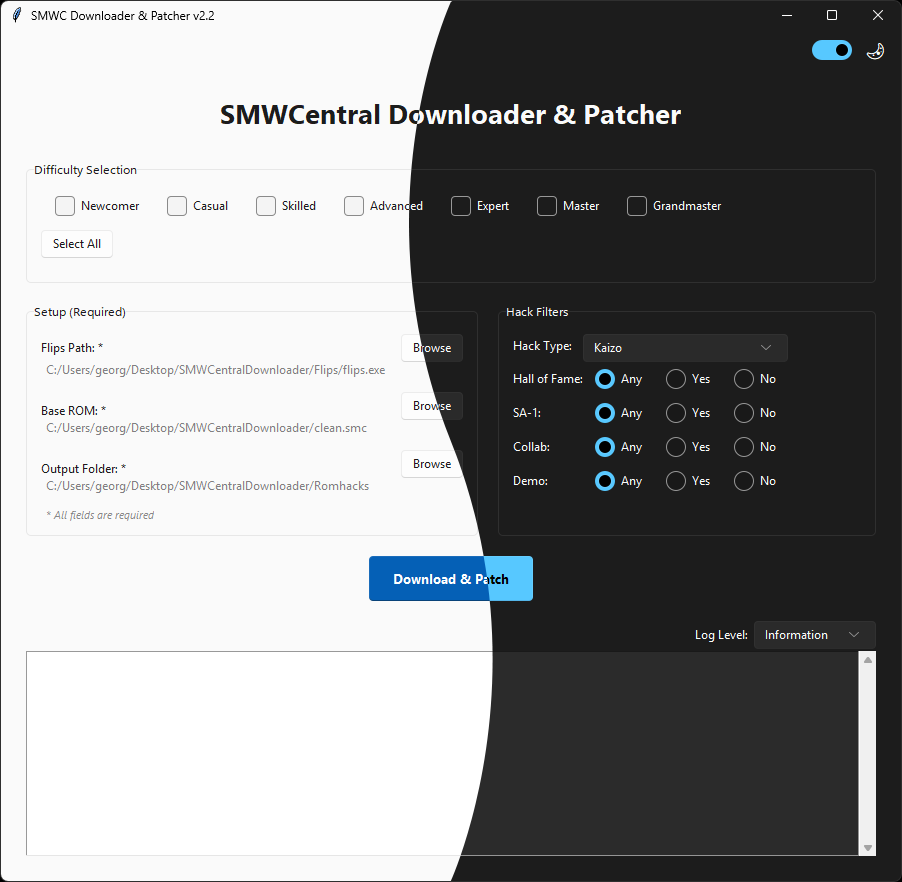 SMWC Downloader & Patcher v2.2
SMWCentral Downloader & Patcher
Difficulty Selection
Newcomer Casual Skilled Advanced Expert Master Grandmaster
Select All
Setup (Required)
Flips Path: * Browse
C:/Users/georg/Desktop/SMWCentralDownloader/Flips/flips.exe
Base ROM: * Browse
C:/Users/georg/Desktop/SMWCentralDownloader/clean.smc
Output Folder: * Browse
C:/Users/georg/Desktop/SMWCentralDownloader/Romhacks
* All fields are required
Hack Filters
Hack Type: Kaizo
Hall of Fame: Any Yes No
SA-1: Any Yes No
Collab: Any Yes No
Demo: Any Yes No
Download & Patch
Log Level: Information